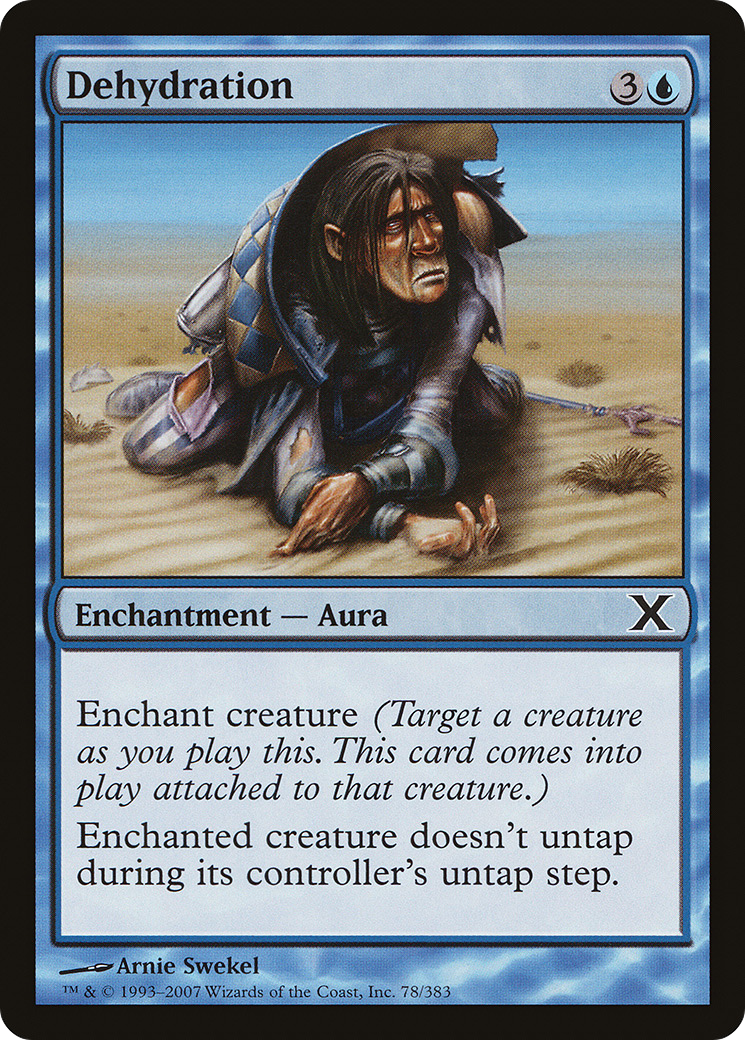 Dehydration 3
Enchantment — Aura X
Enchant creature (Target a creature
as you play this. This card comes into
play attached to that creature.)
Enchanted creature doesn't untap
during its controller's untap step.
Arnie Swekel
™ & © 1993–2007 Wizards of the Coast, Inc. 78/383